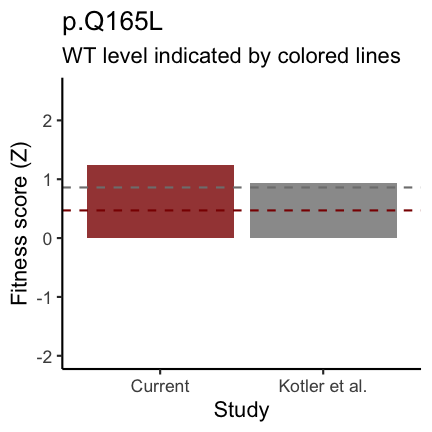 p.Q165L
WT level indicated by colored lines
Fitness score (Z)
2
1
0
-1
-2
Current Kotler et al.
Study